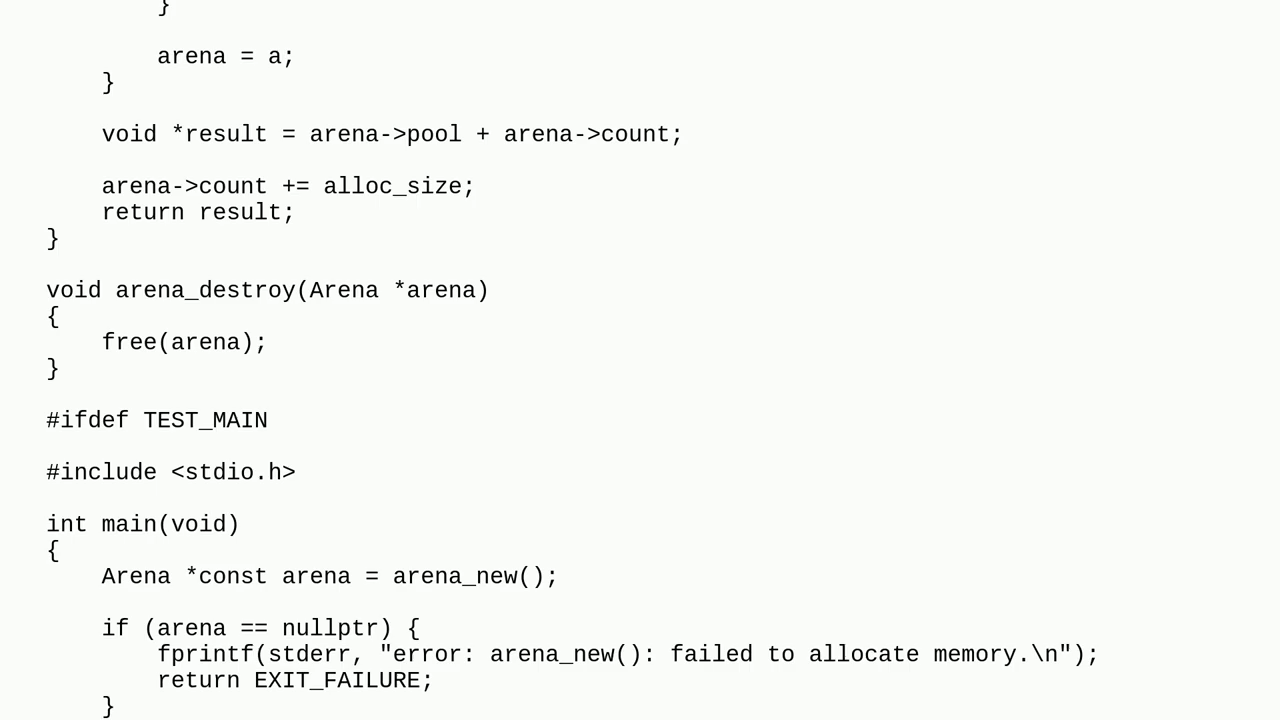 }

        arena = a;
    }

    void *result = arena->pool + arena->count;

    arena->count += alloc_size;
    return result;
}

void arena_destroy(Arena *arena)
{
    free(arena);
}

#ifdef TEST_MAIN

#include <stdio.h>

int main(void)
{
    Arena *const arena = arena_new();

    if (arena == nullptr) {
        fprintf(stderr, "error: arena_new(): failed to allocate memory.\n");
        return EXIT_FAILURE;
    }